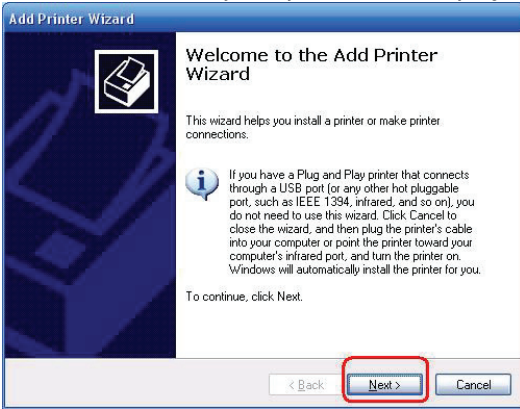 Add Printer Wizard
Welcome to the Add Printer
Wizard
This wizard helps you install a printer or make printer
connections.
If you have a Plug and Play printer that connects
through a USB port (or any other hot pluggable
port, such as IEEE 1394, infrared, and so on), you
do not need to use this wizard. Click Cancel to
close the wizard, and then plug the printer's cable
into your computer or point the printer toward your
computer's infrared port, and turn the printer on.
Windows will automatically install the printer for you.
To continue, click Next.
< Back Next > Cancel